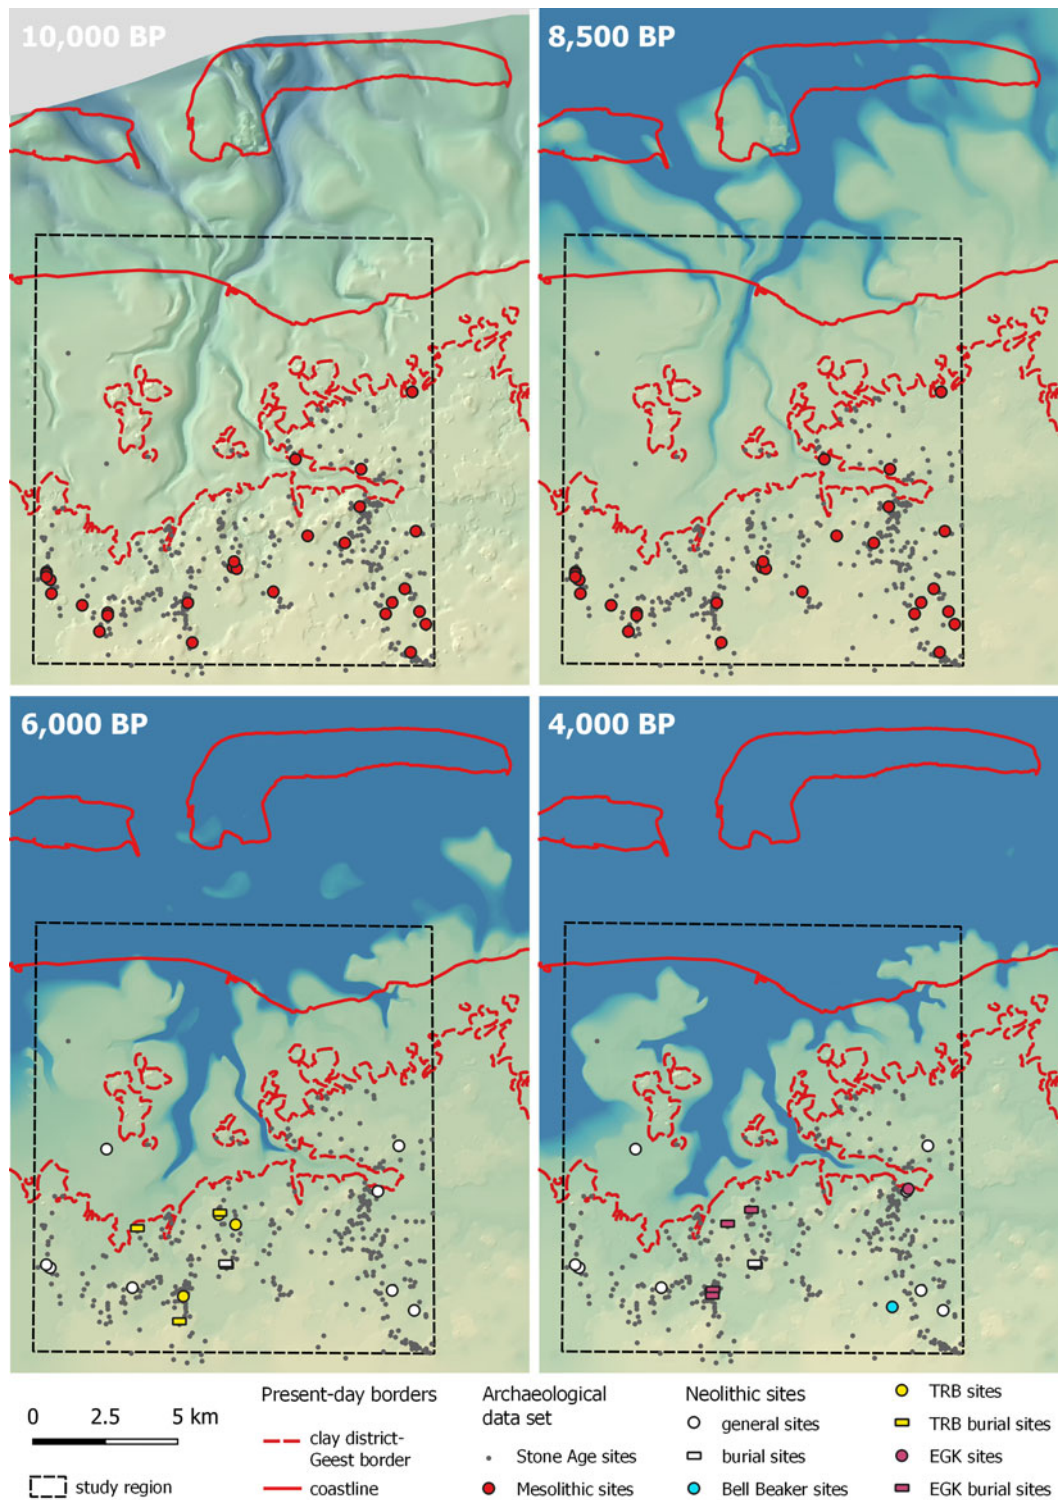 10,000 BP
8,500 BP
6,000 BP
4,000 BP
0 2.5 5 km
study region
Present-day borders
clay district-
Geest border
coastline
Archaeological
data set
Stone Age sites
Mesolithic sites
Neolithic sites
general sites
burial sites
Bell Beaker sites
TRB sites
TRB burial sites
EGK sites
EGK burial sites